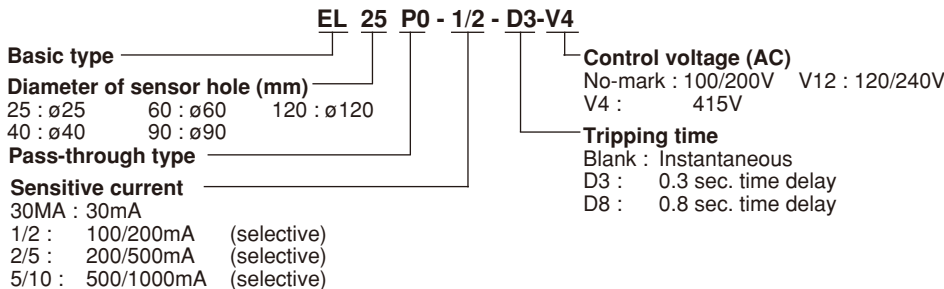 EL 25 P0 - 1/2 - D3-V4
Basic type
Diameter of sensor hole (mm)
25 : ø25 60 : ø60 120 : ø120
40 : ø40 90 : ø90
Pass-through type
Sensitive current
30MA : 30mA
1/2 : 100/200mA (selective)
2/5 : 200/500mA (selective)
5/10 : 500/1000mA (selective)
Control voltage (AC)
No-mark : 100/200V V12 : 120/240V
V4 : 415V
Tripping time
Blank : Instantaneous
D3 : 0.3 sec. time delay
D8 : 0.8 sec. time delay